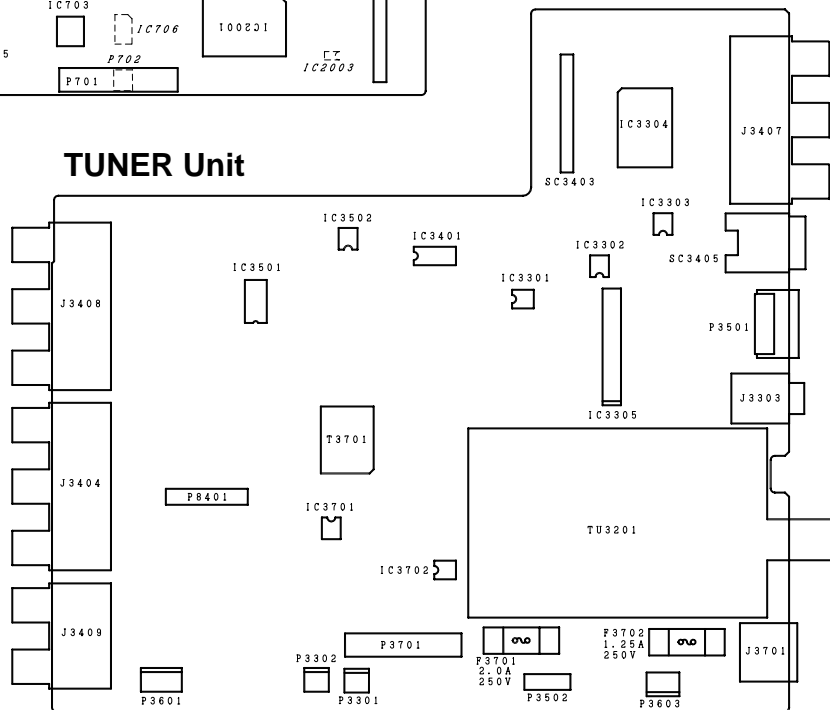 IC703
IC706
IC2001
5
P702
IC2003
P701
IC3304
J3407
TUNER Unit
SC3403
IC3303
IC3502
IC3401
IC3302
SC3405
IC3501
IC3301
J3408
P3501
J3303
IC3305
T3701
J3404
P8401
IC3701
TU3201
IC3702
J3409
P3701
F3702
1.25A
250V
J3701
P3302
F3701
2.0A
250V
P3601
P3301
P3502
P3603